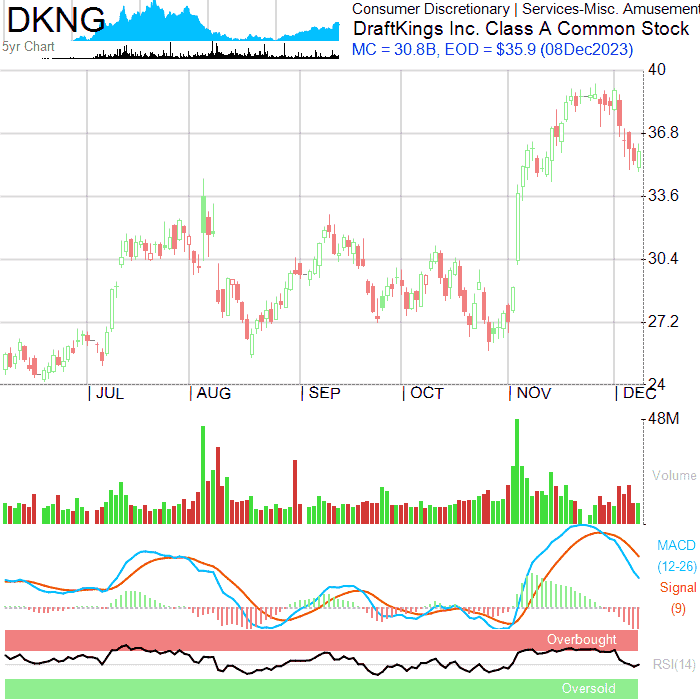 DKNG
5yr Chart
Consumer Discretionary | Services-Misc. Amusement
DraftKings Inc. Class A Common Stock
MC = 30.8B, EOD = $35.9 (08Dec2023)
40
36.8
33.6
30.4
27.2
24
JUL
AUG
SEP
OCT
NOV
DEC
48M
Volume
MACD
(12-26)
Signal
(9)
Overbought
RSI(14)
Oversold